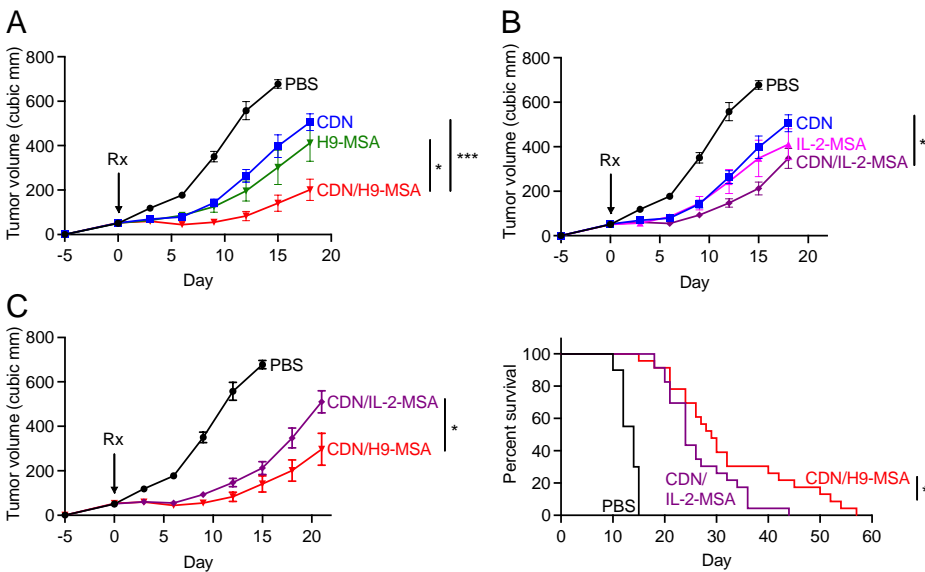 A
Tumor volume (cubic mm)
800
600
400
200
0
-5
0
5
10
15
20
Day
Rx
PBS
CDN
H9-MSA
CDN/H9-MSA
*
***
B
Tumor volume (cubic mm)
800
600
400
200
0
-5
0
5
10
15
20
Day
Rx
PBS
CDN
IL-2-MSA
CDN/IL-2-MSA
*
C
Tumor volume (cubic mm)
800
600
400
200
0
-5
0
5
10
15
20
Day
Rx
PBS
CDN/IL-2-MSA
CDN/H9-MSA
*
Percent survival
100
80
60
40
20
0
0
10
20
30
40
50
60
Day
PBS
CDN/
IL-2-MSA
CDN/H9-MSA
*